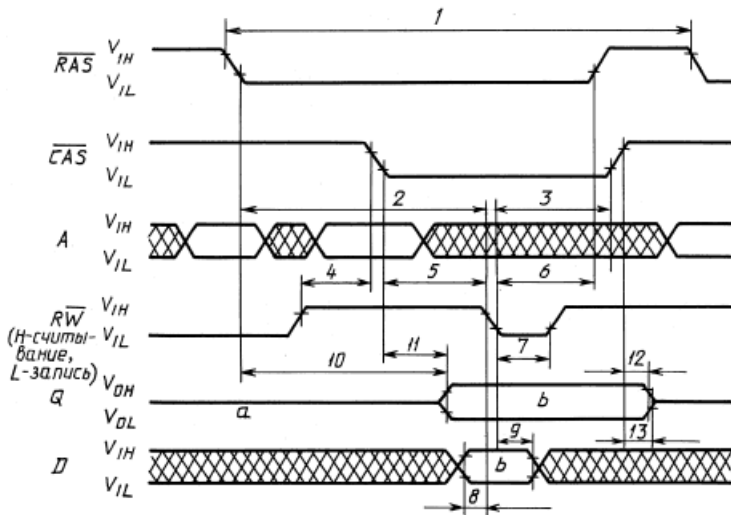 1
RAS V_IH
V_IL
CAS V_IH
V_IL
2 3
A V_IH
V_IL
4 5 6
RW V_IH
V_IL
(H-считы-
вание,
L-запись)
7
11
10 12
Q V_OH
V_OL
a b
9 13
D V_IH
V_IL
b
8